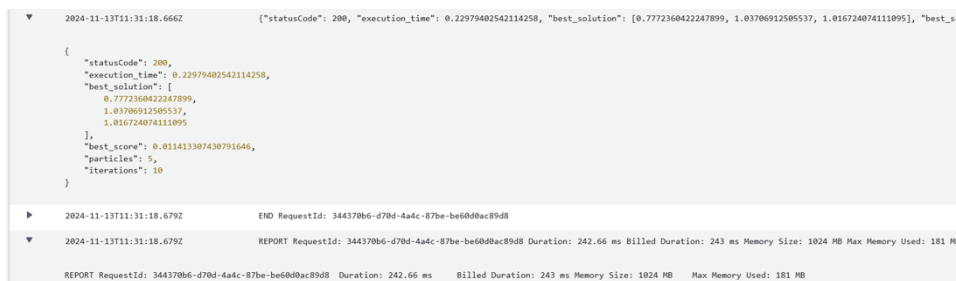 2024-11-13T11:31:18.666Z {"statusCode": 200, "execution_time": 0.22979402542114258, "best_solution": [0.7772360422247899, 1.03706912505537, 1.016724074111095], "best_s
{
"statusCode": 200,
"execution_time": 0.22979402542114258,
"best_solution": [
0.7772360422247899,
1.03706912505537,
1.016724074111095
],
"best_score": 0.011413307430791646,
"particles": 5,
"iterations": 10
}
2024-11-13T11:31:18.679Z END RequestId: 344370b6-d70d-4a4c-87be-be60d0ac89d8
2024-11-13T11:31:18.679Z REPORT RequestId: 344370b6-d70d-4a4c-87be-be60d0ac89d8 Duration: 242.66 ms Billed Duration: 243 ms Memory Size: 1024 MB Max Memory Used: 181 M
REPORT RequestId: 344370b6-d70d-4a4c-87be-be60d0ac89d8 Duration: 242.66 ms Billed Duration: 243 ms Memory Size: 1024 MB Max Memory Used: 181 MB